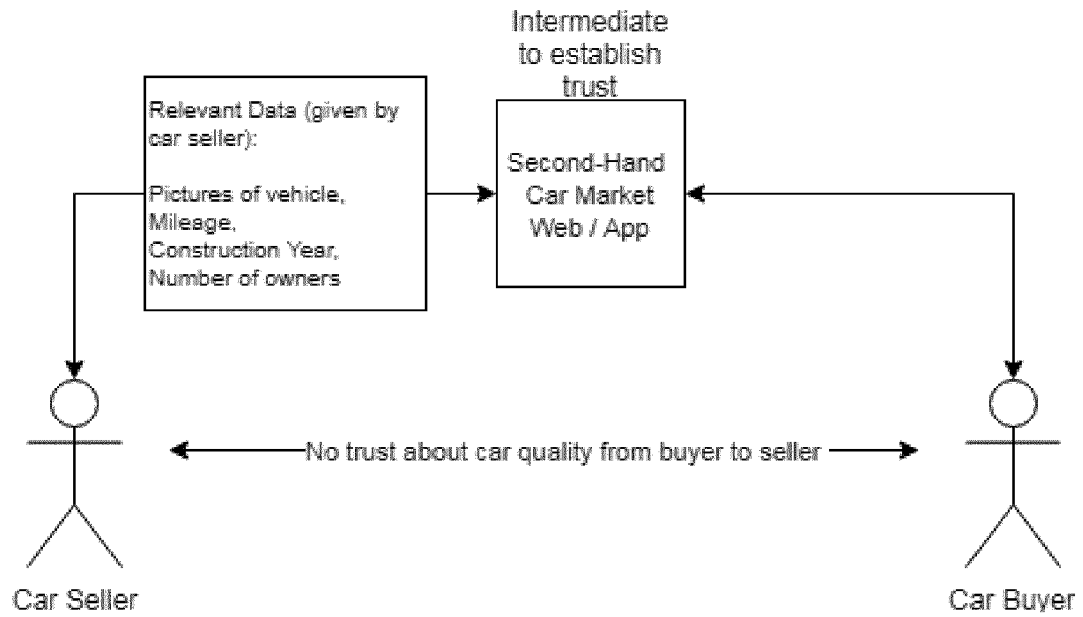 Intermediate
to establish
trust
Relevant Data (given by
car seller):
Pictures of vehicle,
Mileage,
Construction Year,
Number of owners
Second-Hand
Car Market
Web / App
No trust about car quality from buyer to seller
Car Seller
Car Buyer